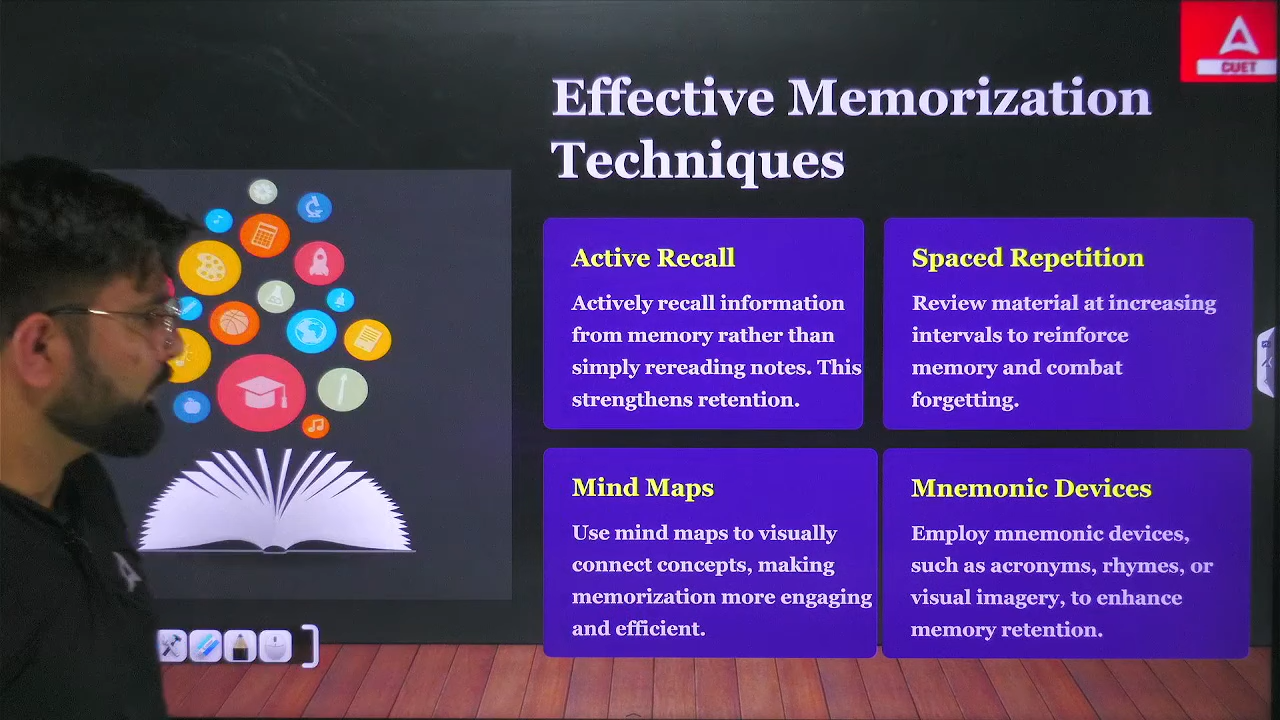 CUET
Effective Memorization
Techniques
Active Recall
Actively recall information
from memory rather than
simply rereading notes. This
strengthens retention.
Spaced Repetition
Review material at increasing
intervals to reinforce
memory and combat
forgetting.
Mind Maps
Use mind maps to visually
connect concepts, making
memorization more engaging
and efficient.
Mnemonic Devices
Employ mnemonic devices,
such as acronyms, rhymes, or
visual imagery, to enhance
memory retention.